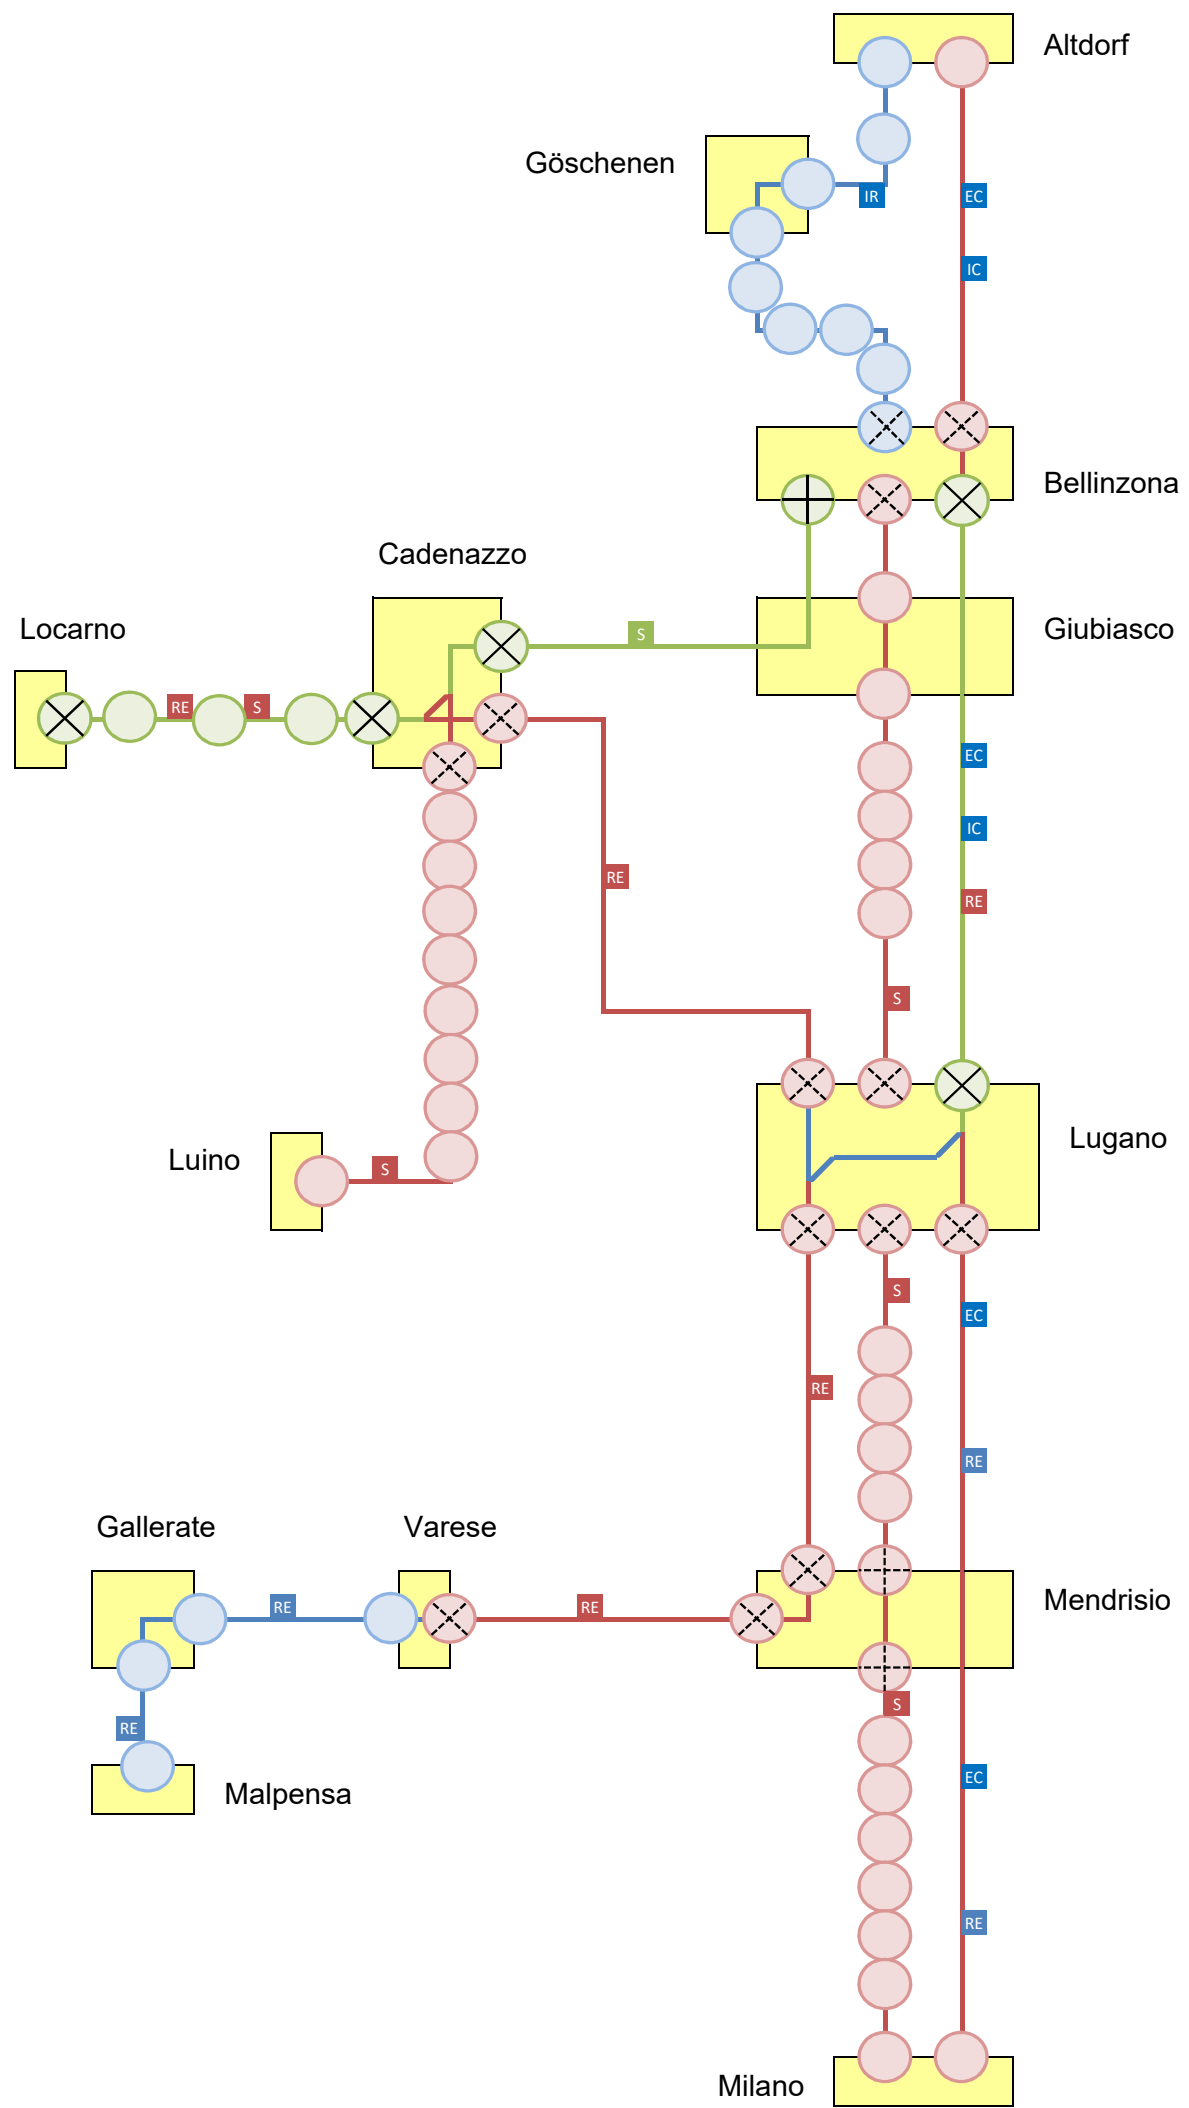 Altdorf
Göschenen
IR
EC
IC
Bellinzona
Cadenazzo
Locarno
S
Giubiasco
RE
S
EC
IC
RE
RE
S
Lugano
Luino
S
S
EC
RE
RE
Gallerate
Varese
Mendrisio
RE
RE
S
RE
EC
Malpensa
RE
Milano